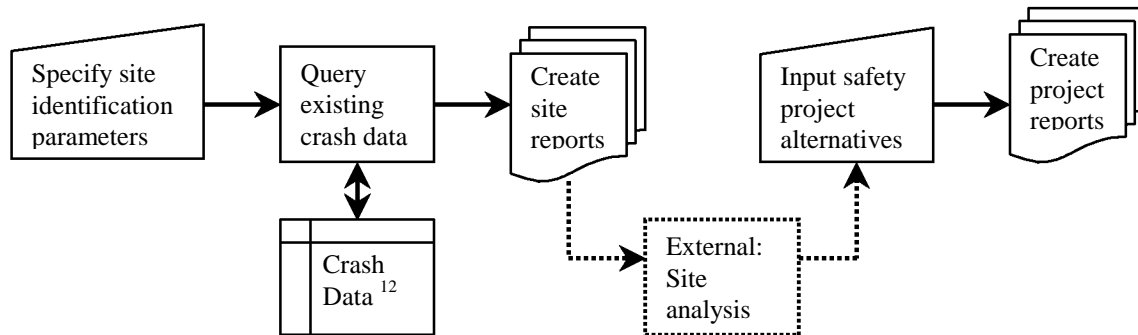 Specify site
identification
parameters
Query
existing
crash data
Create
site
reports
Input safety
project
alternatives
Create
project
reports
Crash
Data 12
External:
Site
analysis